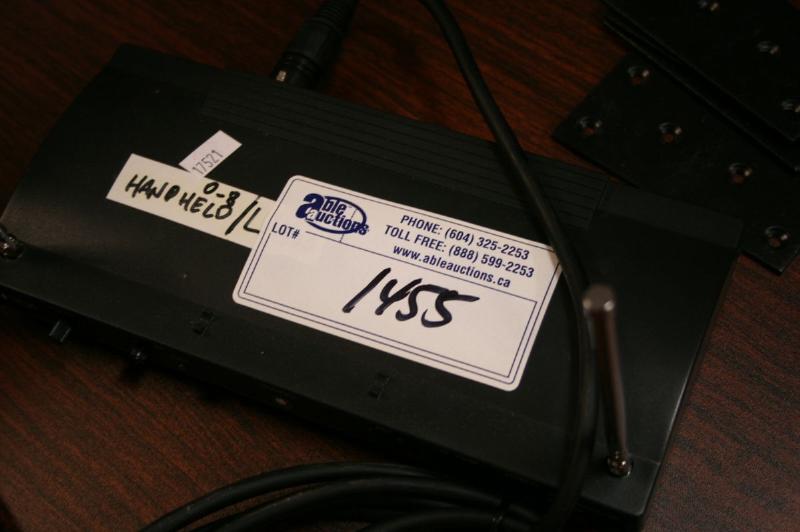 17521
0-8
HANDHELD/L
able
auctions
PHONE: (604) 325-2253
TOLL FREE: (888) 599-2253
www.ableauctions.ca
LOT#
1455